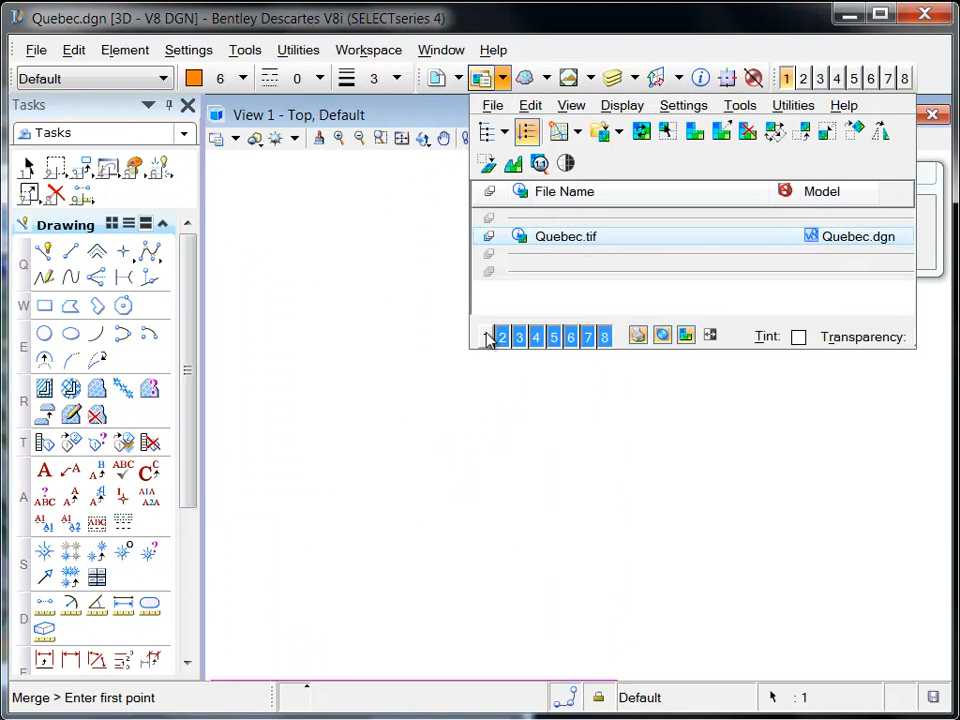 Quebec.dgn [3D - V8 DGN] - Bentley Descartes V8i (SELECTseries 4)
File Edit Element Settings Tools Utilities Workspace Window Help
Default 6 0 3 1 2 3 4 5 6 7 8
Tasks
View 1 - Top, Default
File Edit View Display Settings Tools Utilities Help
Tasks
File Name Model
Drawing
Quebec.tif Quebec.dgn
Q
W
E
R
T
A
S
D
F
2 3 4 5 6 7 8 Tint: Transparency:
Merge > Enter first point Default : 1